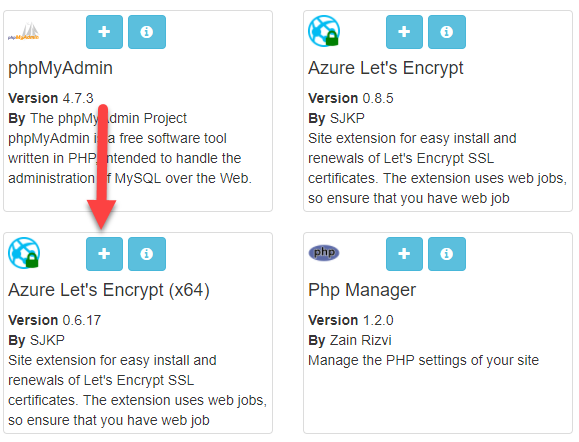 phpMyAdmin
phpMyAdmin
Version 4.7.3
By The phpMyAdmin Project
phpMyAdmin is a free software tool
written in PHP, intended to handle the
administration of MySQL over the Web.
Azure Let's Encrypt
Version 0.8.5
By SJKP
Site extension for easy install and
renewals of Let's Encrypt SSL
certificates. The extension uses web jobs,
so ensure that you have web job
Azure Let's Encrypt (x64)
Version 0.6.17
By SJKP
Site extension for easy install and
renewals of Let's Encrypt SSL
certificates. The extension uses web jobs,
so ensure that you have web job
php
Php Manager
Version 1.2.0
By Zain Rizvi
Manage the PHP settings of your site